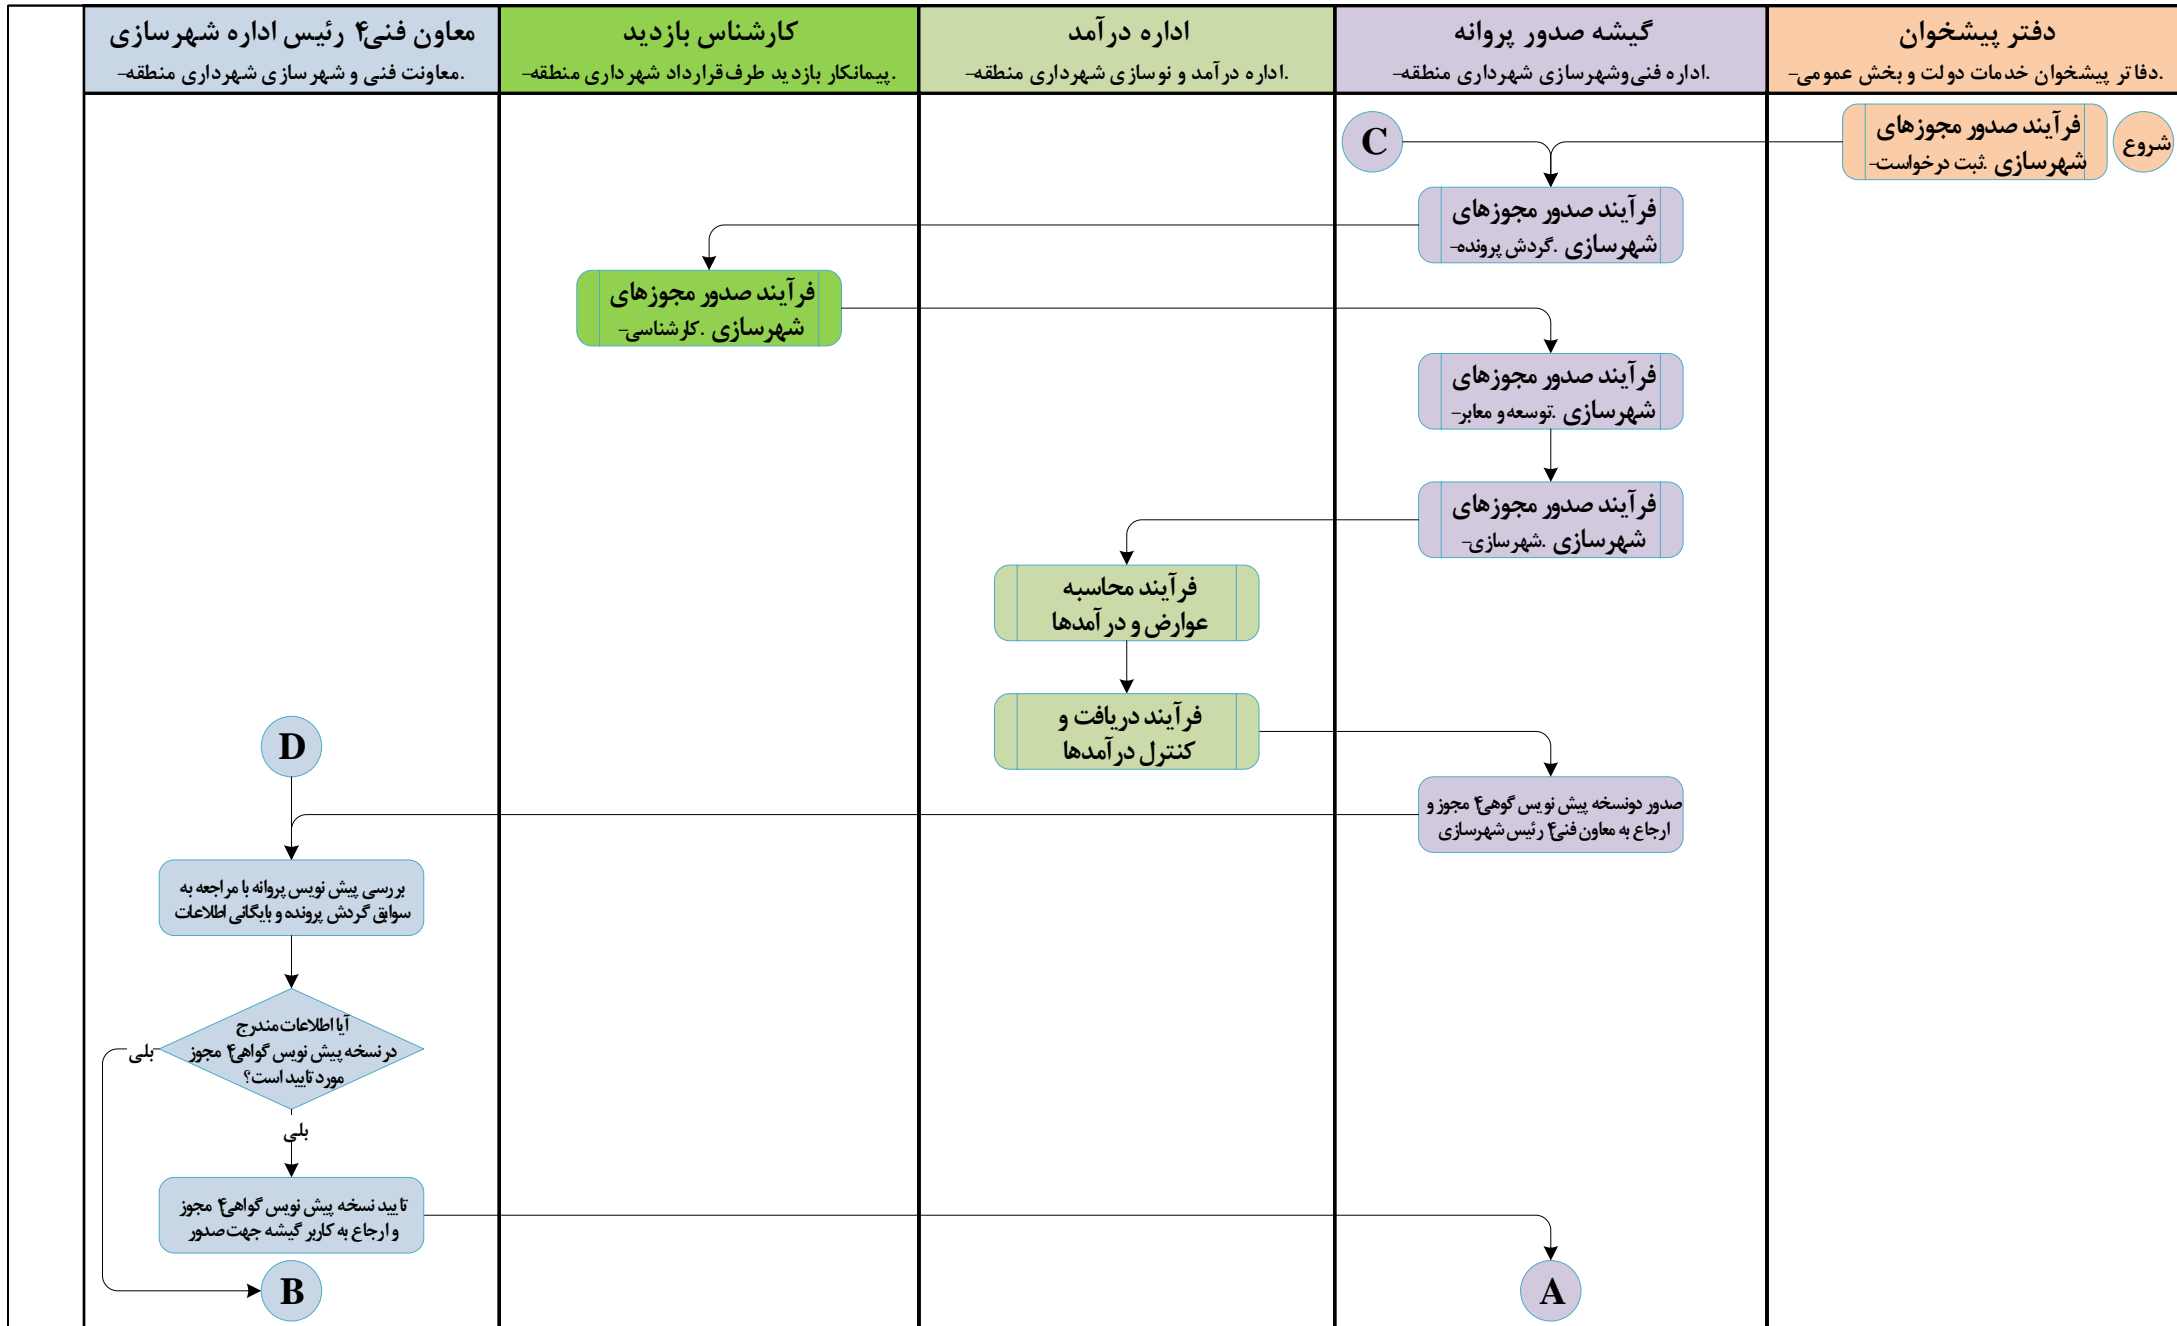 دفتر پیشخوان
دفاتر پیشخوان خدمات دولت و بخش عمومی-.
گیشه صدور پروانه
اداره فنی‌وشهرسازی شهرداری منطقه-.
اداره درآمد
اداره درآمد و نوسازی شهرداری منطقه-.
کارشناس بازدید
پیمانکار بازدید طرف قرارداد شهرداری منطقه-.
معاون فنی۴ رئیس اداره شهرسازی
معاونت فنی و شهرسازی شهرداری منطقه-.
شروع
فرآیند صدور مجوزهای
شهرسازی .ثبت درخواست-
C
فرآیند صدور مجوزهای
شهرسازی .گردش پرونده-
فرآیند صدور مجوزهای
شهرسازی .کارشناسی-
فرآیند صدور مجوزهای
شهرسازی .توسعه و معابر-
فرآیند صدور مجوزهای
شهرسازی .شهرسازی-
فرآیند محاسبه
عوارض و درآمدها
فرآیند دریافت و
کنترل درآمدها
D
صدور دونسخه پیش نویس گوهی۴ مجوز و
ارجاع به معاون فنی۴ رئیس شهرسازی
بررسی پیش نویس پروانه با مراجعه به
سوابق گردش پرونده و بایگانی اطلاعات
آیا اطلاعات مندرج
در نسخه پیش نویس گواهی۴ مجوز
مورد تایید است؟
بلی
بلی
تایید نسخه پیش نویس گواهی۴ مجوز
و ارجاع به کاربر گیشه جهت صدور
A
B